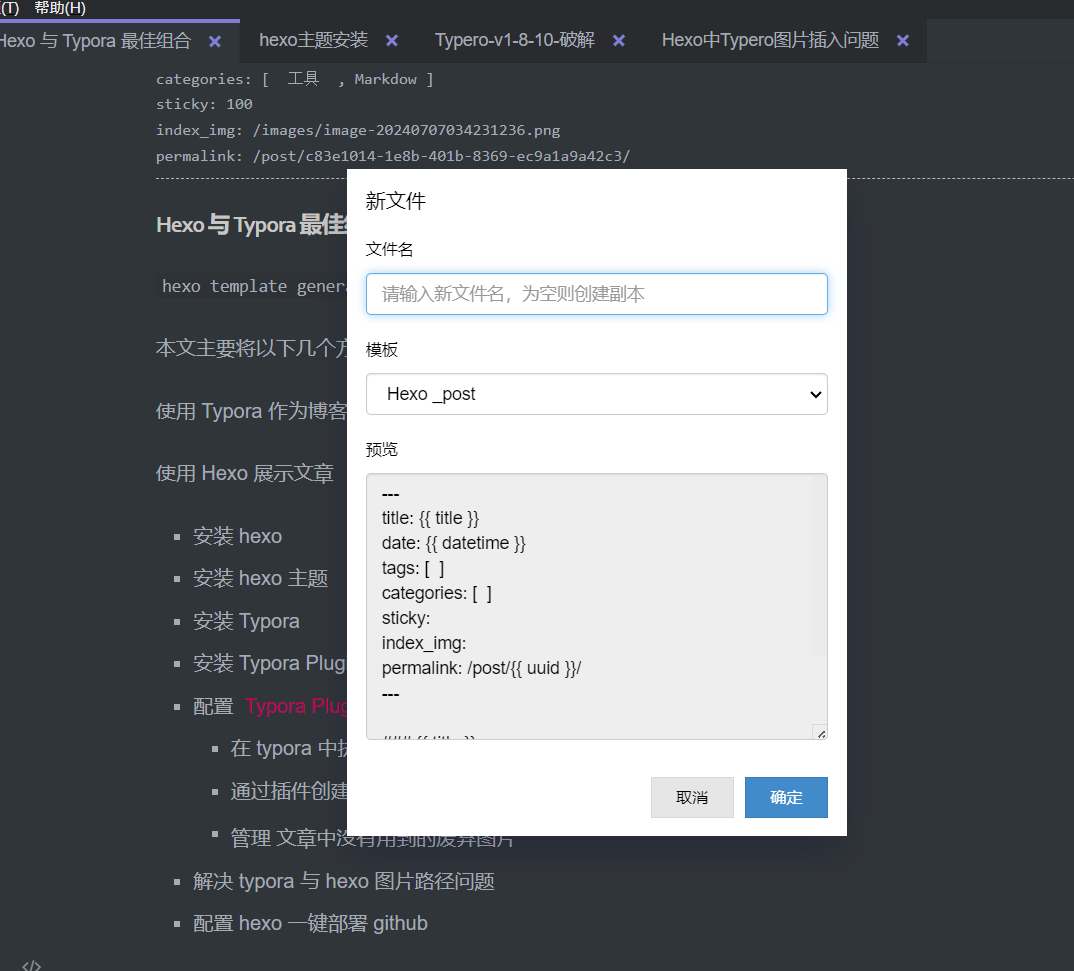 (T) 帮助(H)
Hexo 与 Typora 最佳组合 × hexo主题安装 × Typero-v1-8-10-破解 × Hexo中Typero图片插入问题 ×
categories: [ 工具 , Markdow ]
sticky: 100
index_img: /images/image-20240707034231236.png
permalink: /post/c83e1014-1e8b-401b-8369-ec9a1a9a42c3/
Hexo 与 Typora 最佳
hexo template gener
本文主要将以下几个方
使用 Typora 作为博客
使用 Hexo 展示文章
安装 hexo
安装 hexo 主题
安装 Typora
安装 Typora Plug
配置 Typora Plug
在 typora 中
通过插件创建
管理 文章中没有用到的废弃图片
解决 typora 与 hexo 图片路径问题
配置 hexo 一键部署 github
</>
新文件
文件名
请输入新文件名，为空则创建副本
模板
Hexo _post
预览
---
title: {{ title }}
date: {{ datetime }}
tags: [ ]
categories: [ ]
sticky:
index_img:
permalink: /post/{{ uuid }}/
---
### {{ title }}
取消 确定